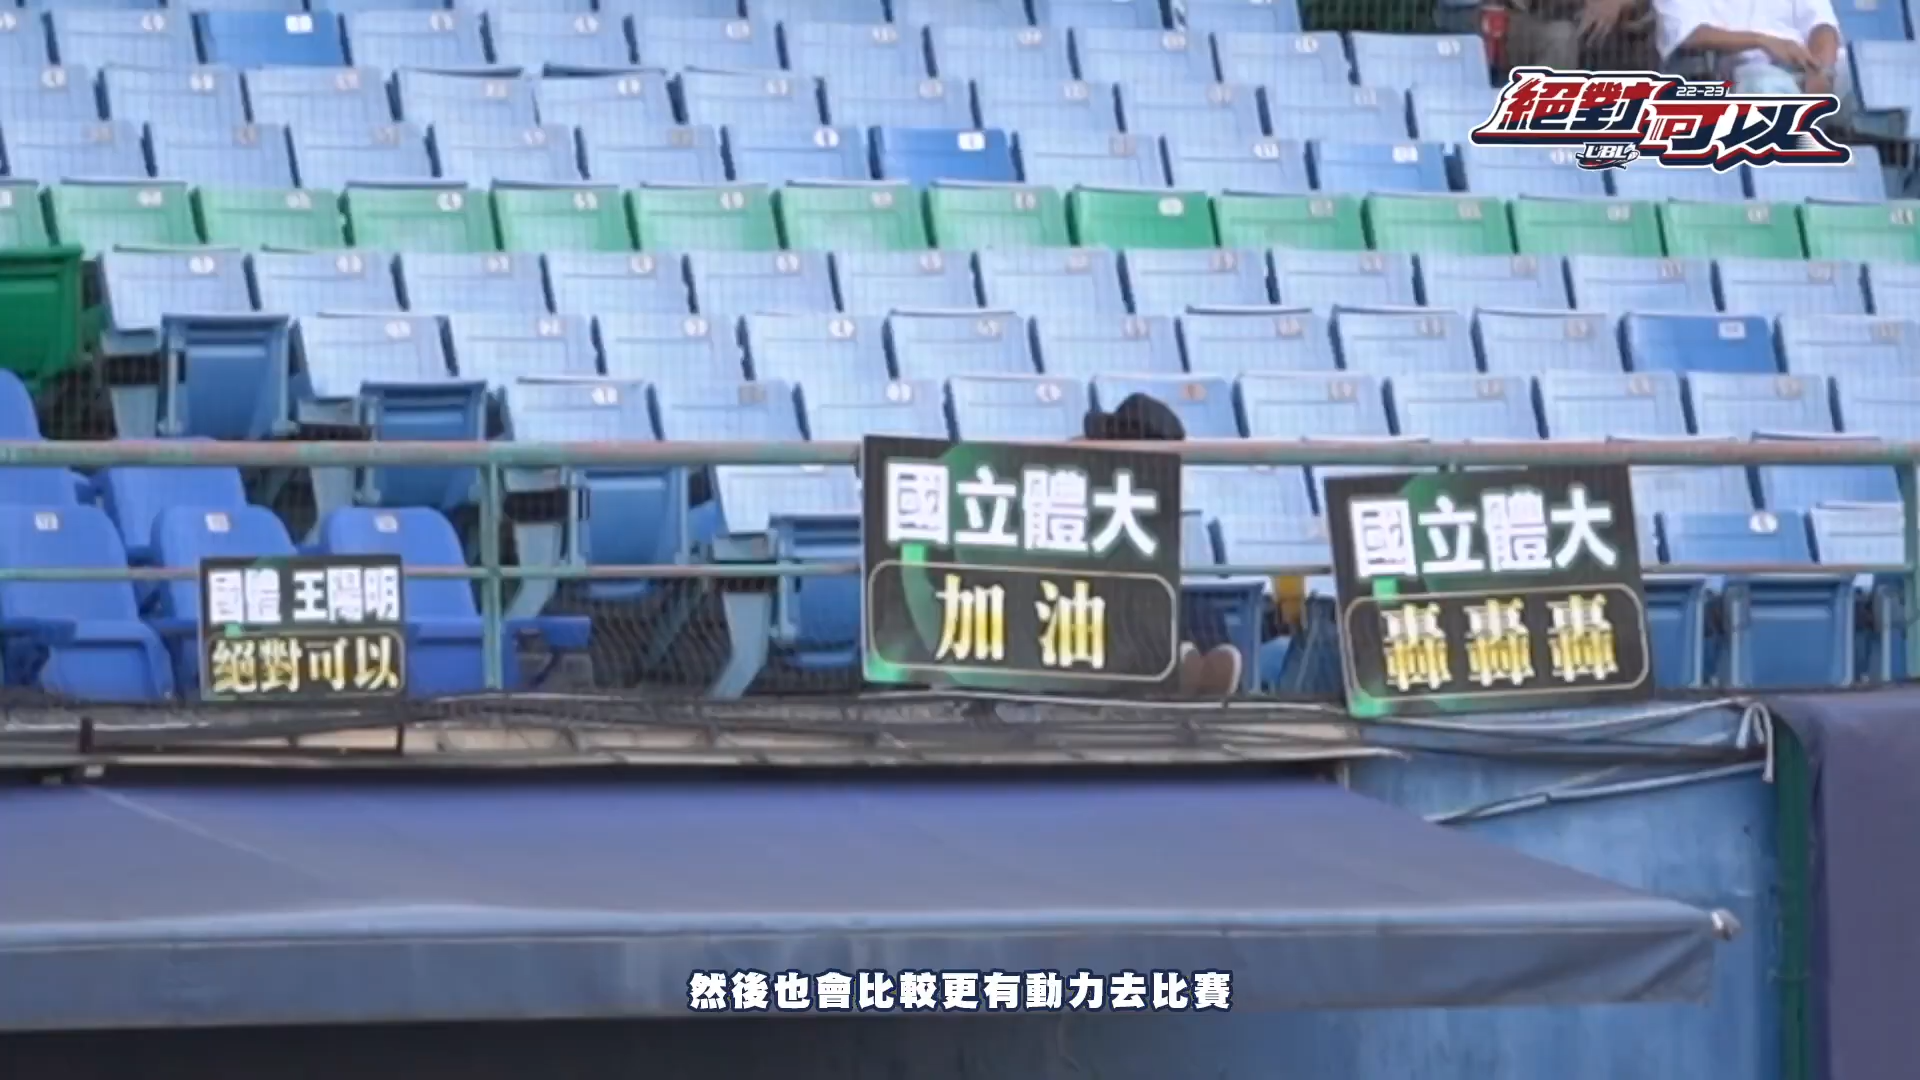 絕對可以
22-23
UBL
國立體大
加油
國立體大
轟轟轟
國體 王陽明
絕對可以
然後也會比較更有動力去比賽